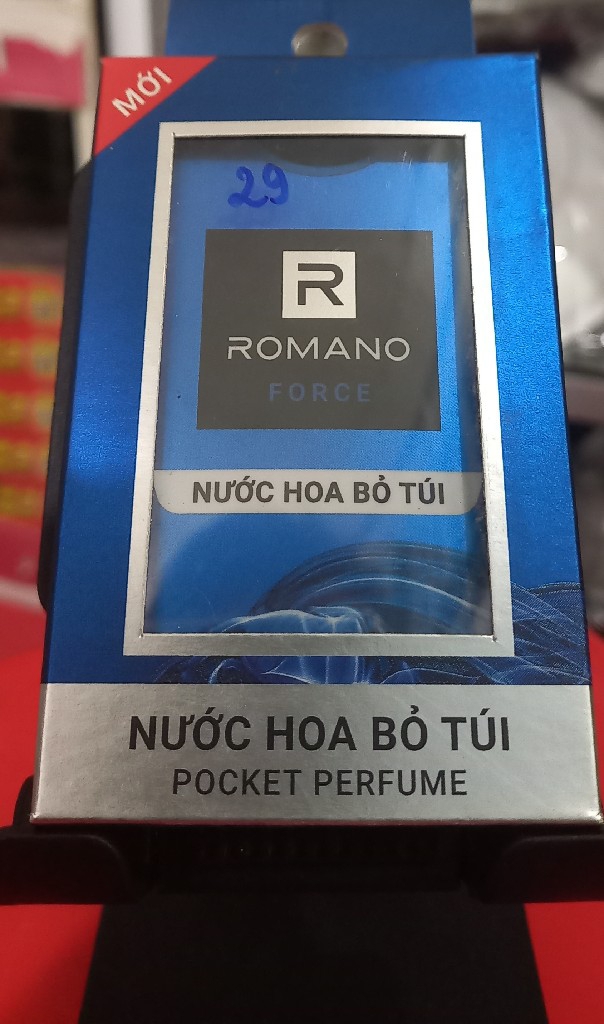 MỚI
29
R
ROMANO
FORCE
NƯỚC HOA BỎ TÚI
NƯỚC HOA BỎ TÚI
POCKET PERFUME